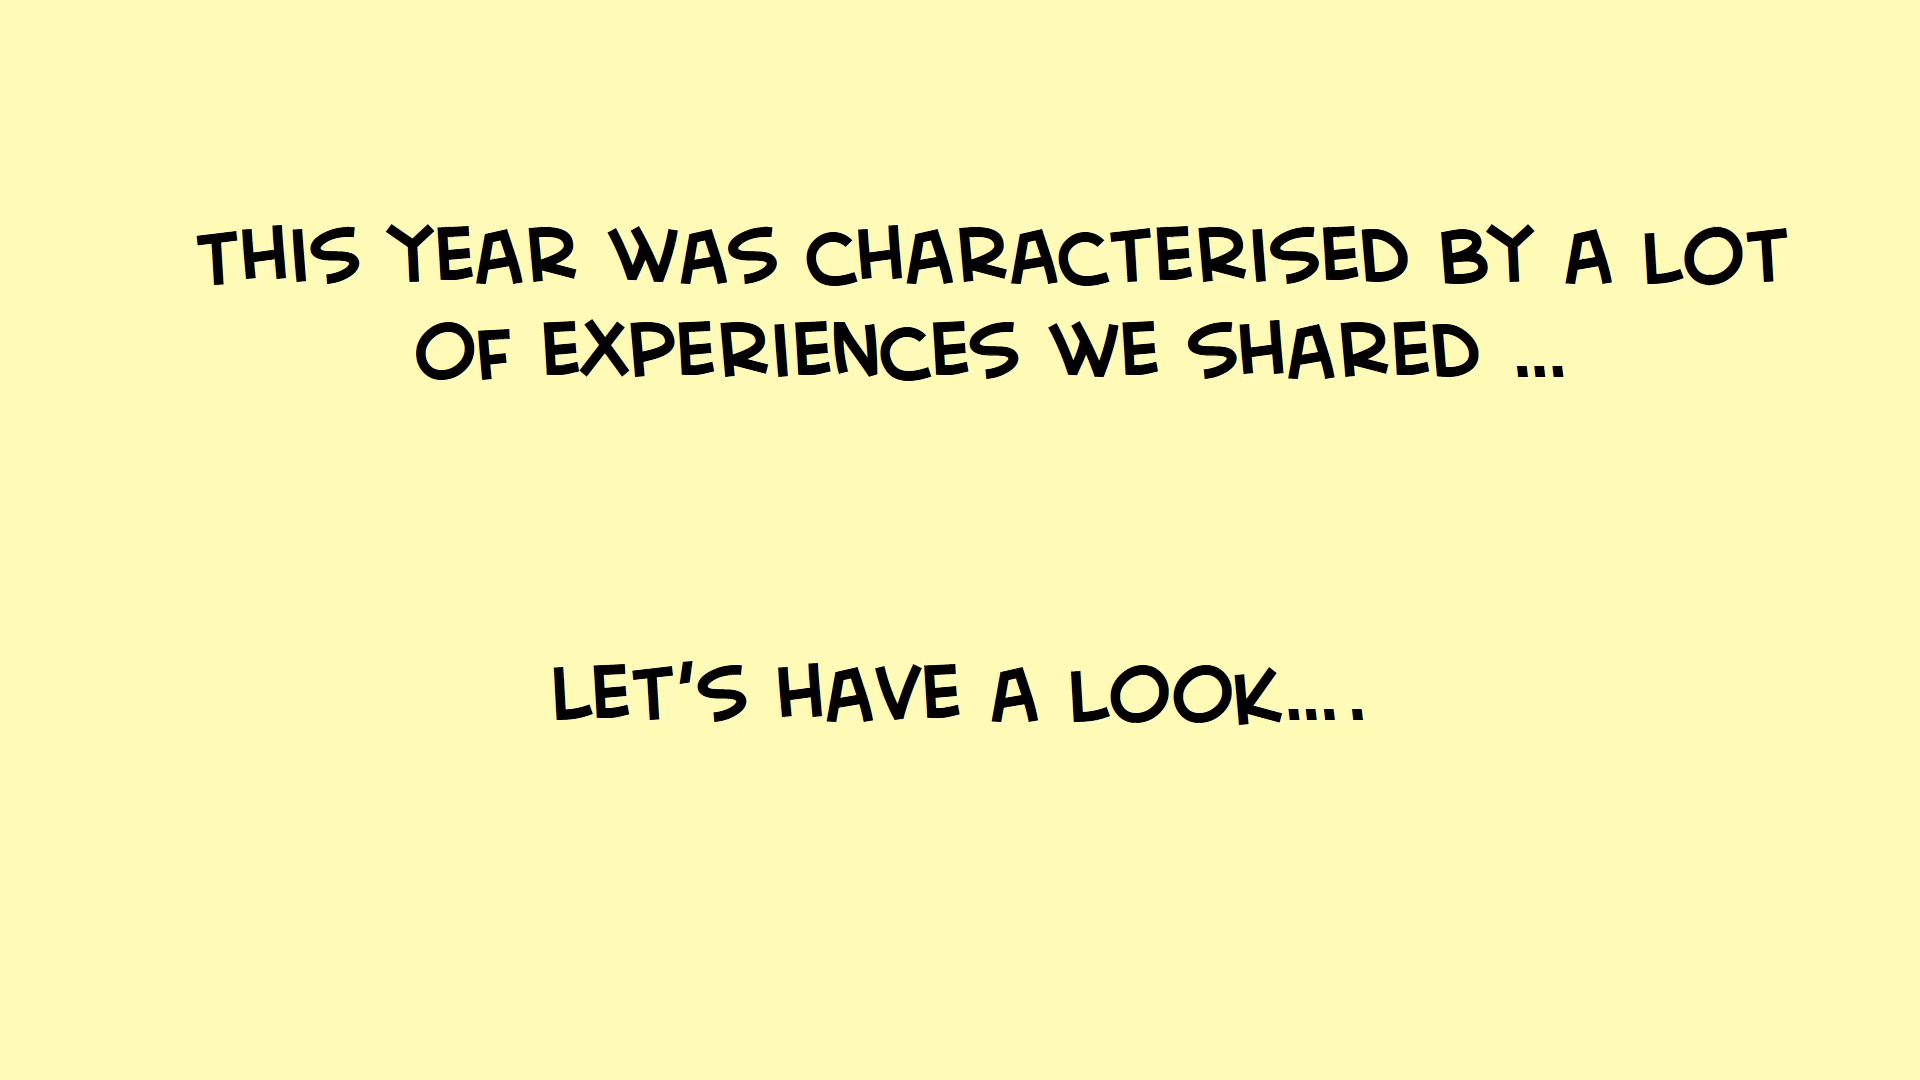 THIS YEAR WAS CHARACTERISED BY A LOT
OF EXPERIENCES WE SHARED ...
LET'S HAVE A LOOK....